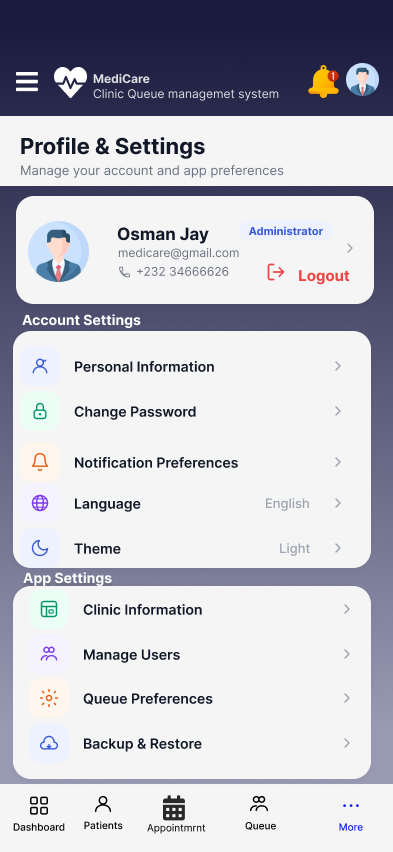 MediCare
Clinic Queue managemet system
1
Profile & Settings
Manage your account and app preferences
Osman Jay
Administrator
medicare@gmail.com
+232 34666626
Logout
Account Settings
Personal Information
Change Password
Notification Preferences
Language English
Theme Light
App Settings
Clinic Information
Manage Users
Queue Preferences
Backup & Restore
Dashboard Patients Appointmrnt Queue More